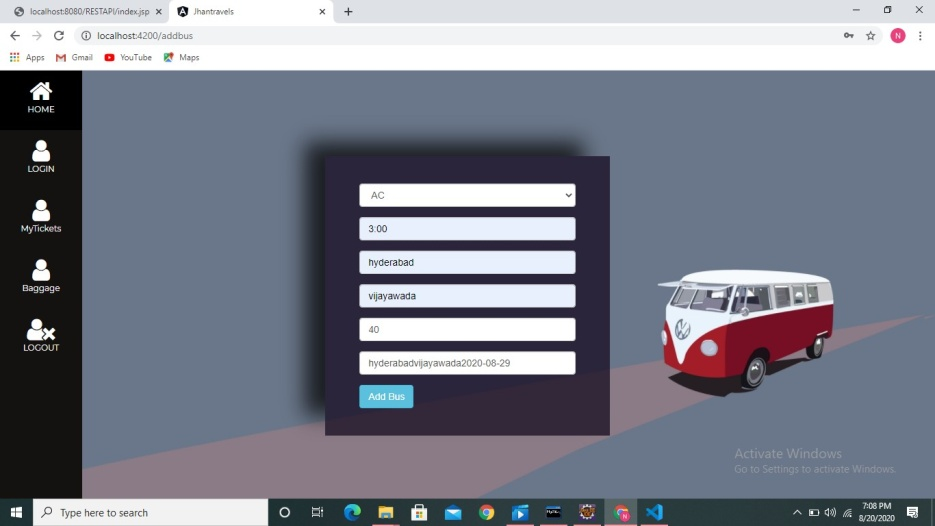 localhost:8080/RESTAPI/index.jsp
Jhantravels
localhost:4200/addbus
N
Apps
Gmail
YouTube
Maps
HOME
LOGIN
MyTickets
Baggage
LOGOUT
AC
3:00
hyderabad
vijayawada
40
hyderabadvijayawada2020-08-29
Add Bus
Activate Windows
Go to Settings to activate Windows.
Type here to search
7:08 PM
8/20/2020